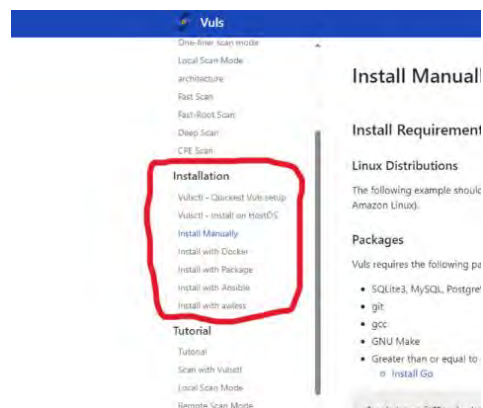 Vuls
One-liner scan mode
Local Scan Mode
architecture
Fast Scan
Fast-Root Scan
Deep Scan
CPE Scan
Installation
Vulsctl - Quickest Vuls setup
Vulsctl - Install on HostOS
Install Manually
Install with Docker
Install with Package
Install with Ansible
Install with awless
Tutorial
Tutorial
Scan with Vulsctl
Local Scan Mode
Remote Scan Mode
Install Manuall
Install Requirement
Linux Distributions
The following example should
Amazon Linux).
Packages
Vuls requires the following pa
SQLite3, MySQL, Postgre
git
gcc
GNU Make
Greater than or equal to
Install Go